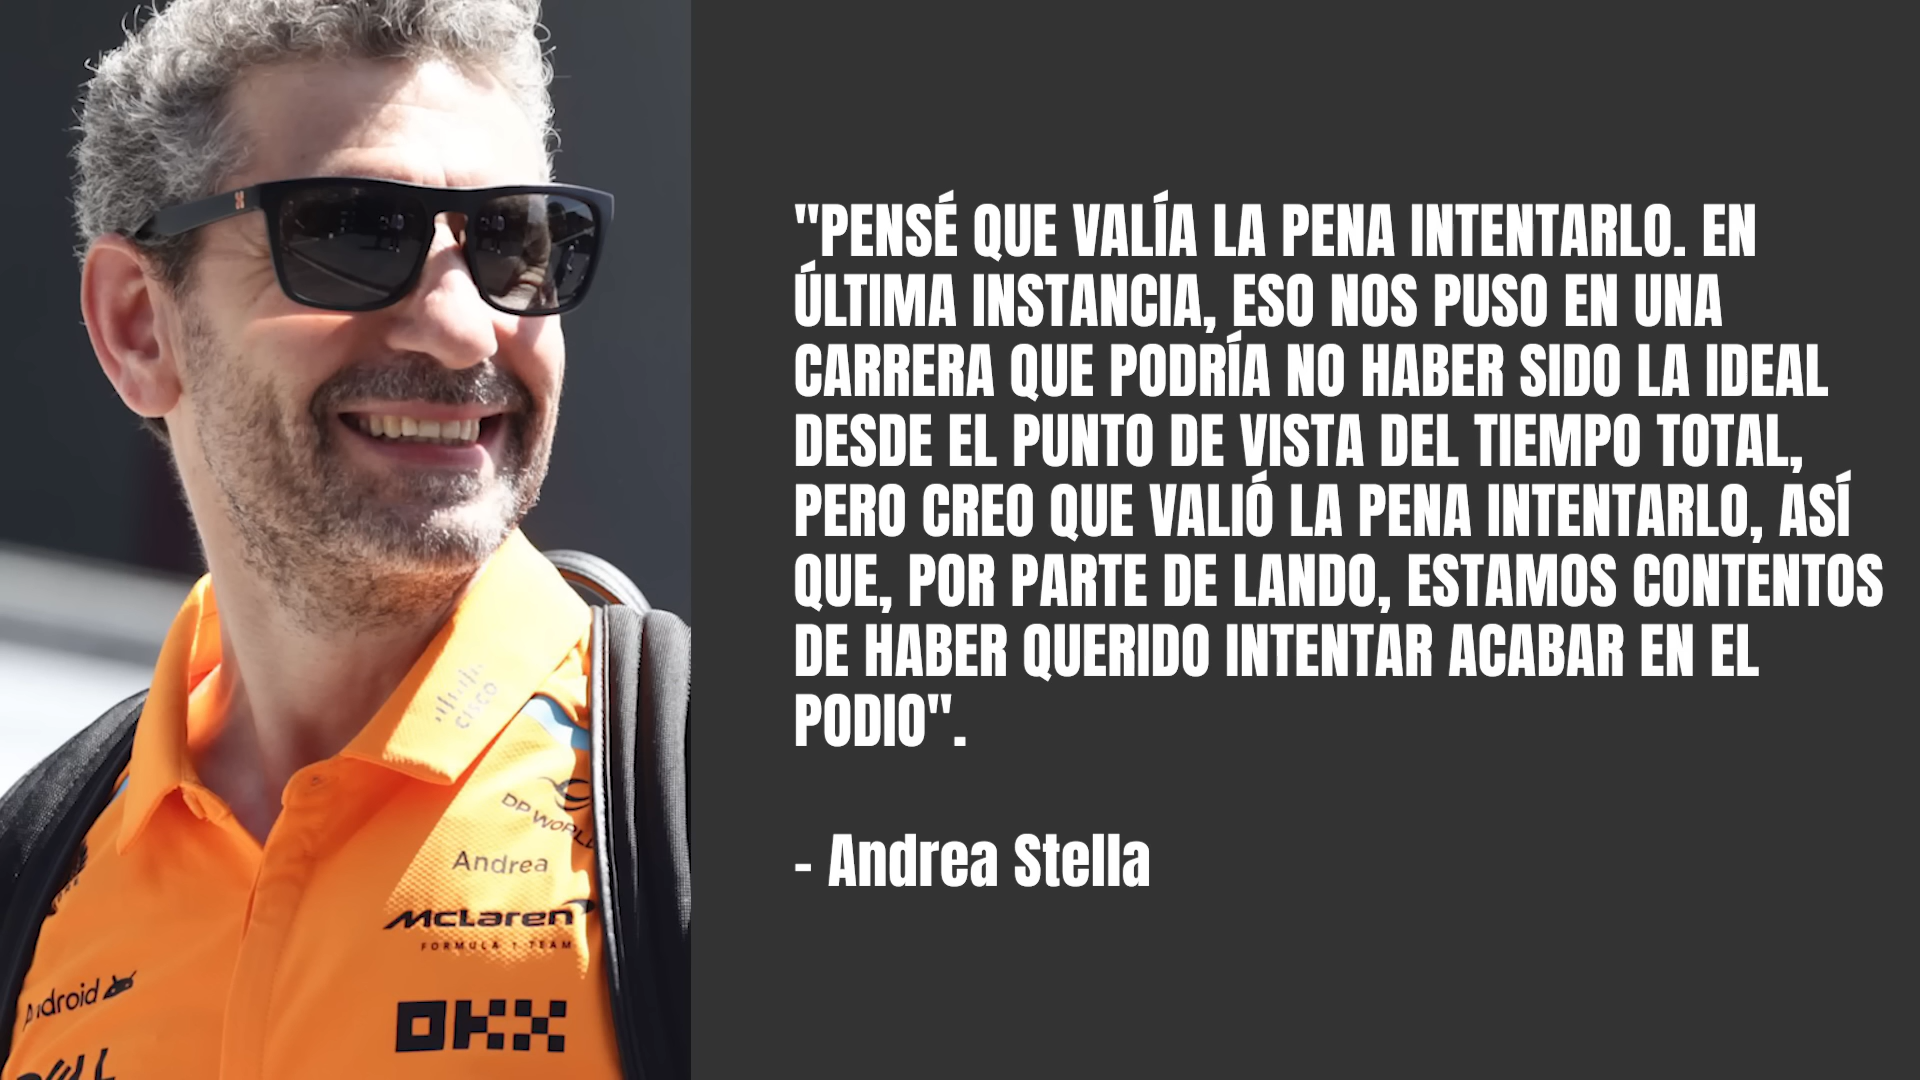 "PENSÉ QUE VALÍA LA PENA INTENTARLO. EN
ÚLTIMA INSTANCIA, ESO NOS PUSO EN UNA
CARRERA QUE PODRÍA NO HABER SIDO LA IDEAL
DESDE EL PUNTO DE VISTA DEL TIEMPO TOTAL,
PERO CREO QUE VALIÓ LA PENA INTENTARLO, ASÍ
QUE, POR PARTE DE LANDO, ESTAMOS CONTENTOS
DE HABER QUERIDO INTENTAR ACABAR EN EL
PODIO".
- Andrea Stella
CISCO
DP WORLD
Andrea
McLaren
FORMULA 1 TEAM
Android
OKX